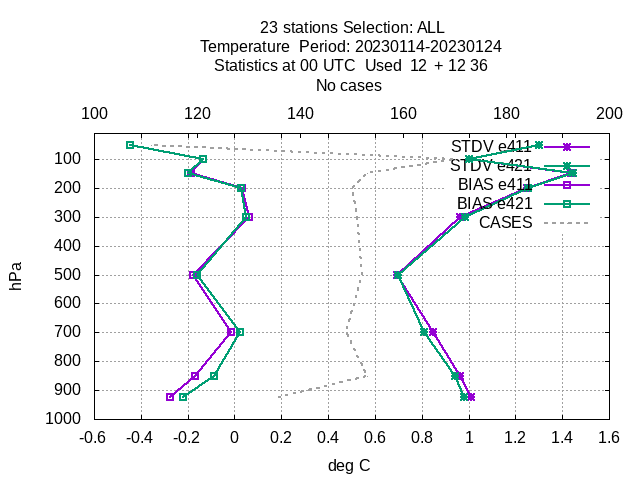 23 stations Selection: ALL
Temperature  Period: 20230114-20230124
Statistics at 00 UTC  Used  12  + 12 36
No cases
100 120 140 160 180 200
STDV e411
100
STDV e421
200
BIAS e411
BIAS e421
300
CASES
400
hPa
500
600
700
800
900
1000
-0.6 -0.4 -0.2 0 0.2 0.4 0.6 0.8 1 1.2 1.4 1.6
deg C